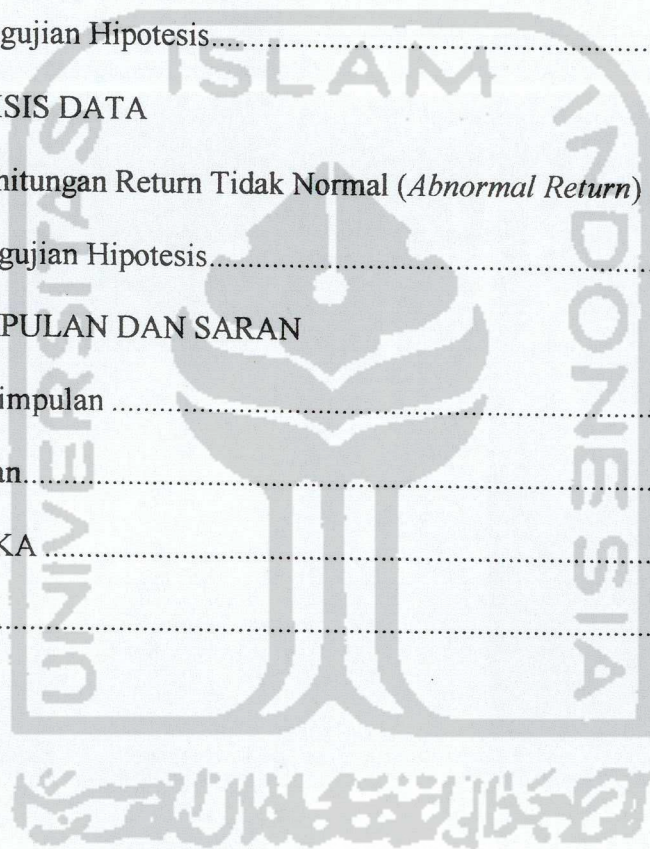 gujian Hipotesis..........................................................
ISIS DATA
hitungan Return Tidak Normal (Abnormal Return)
gujian Hipotesis..........................................................
PULAN DAN SARAN
impulan ..........................................................
an..........................................................
KA ..........................................................
ISLAM
UNIVERSITAS
INDONESIA